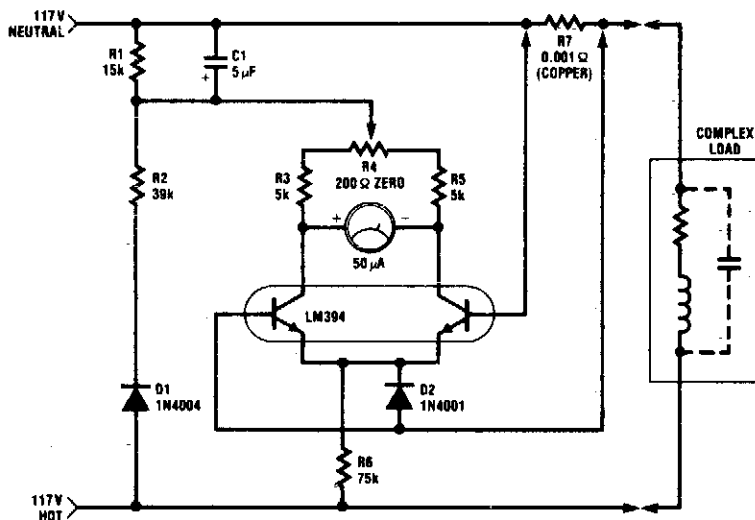 117V
NEUTRAL
R1
15k
C1
+ 5 μF
R7
0.001 Ω
(COPPER)
COMPLEX
LOAD
R4
200 Ω ZERO
R2
39k
R3
5k
R5
5k
+ −
50 μA
LM394
D1
1N4004
D2
1N4001
R6
75k
117V
HOT